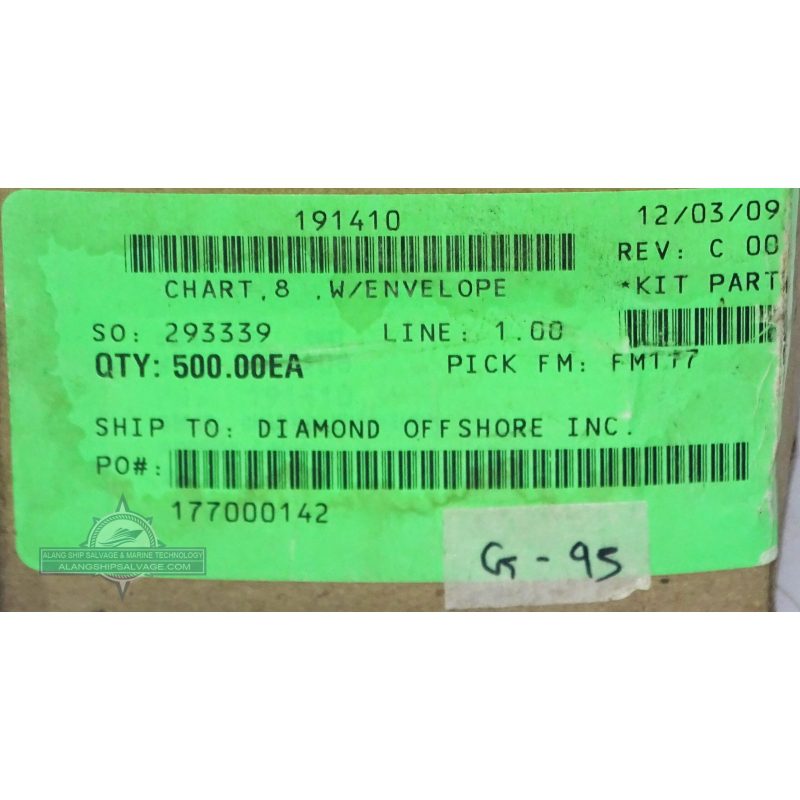 191410
12/03/09
REV: C 00
CHART,8 ,W/ENVELOPE
*KIT PART
SO: 293339
LINE: 1.00
QTY: 500.00EA
PICK FM: FM117
SHIP TO: DIAMOND OFFSHORE INC.
PO#:
177000142
G-95
ALANG SHIP SALVAGE & MARINE TECHNOLOGY
ALANGSHIPSALVAGE.COM